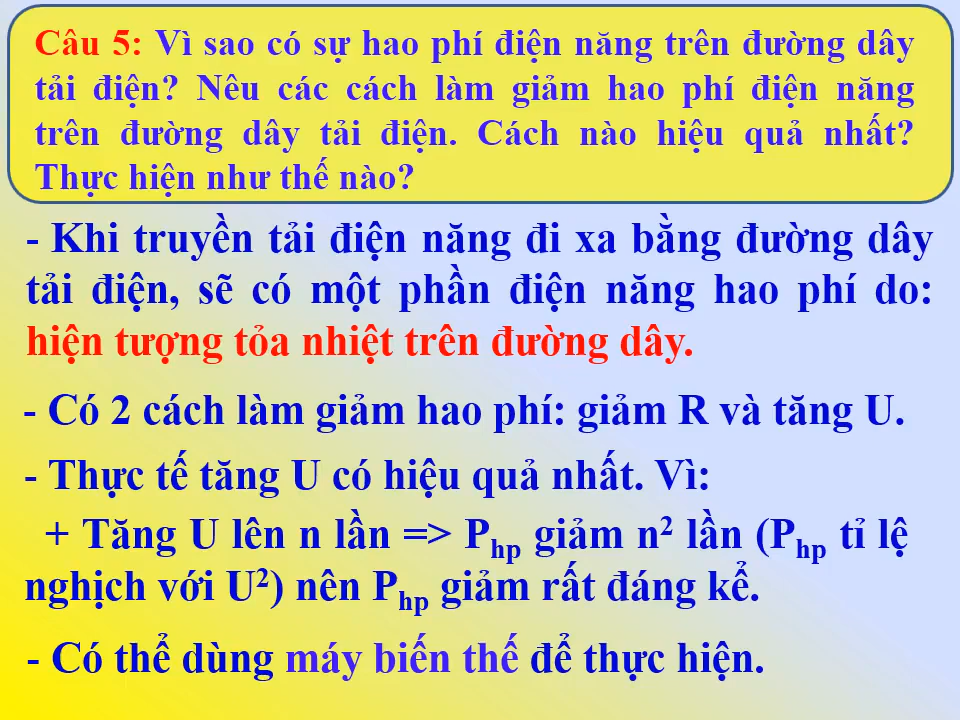 Câu 5: Vì sao có sự hao phí điện năng trên đường dây
tải điện? Nêu các cách làm giảm hao phí điện năng
trên đường dây tải điện. Cách nào hiệu quả nhất?
Thực hiện như thế nào?
- Khi truyền tải điện năng đi xa bằng đường dây
tải điện, sẽ có một phần điện năng hao phí do:
hiện tượng tỏa nhiệt trên đường dây.
- Có 2 cách làm giảm hao phí: giảm R và tăng U.
- Thực tế tăng U có hiệu quả nhất. Vì:
+ Tăng U lên n lần => P_hp giảm n² lần (P_hp tỉ lệ
nghịch với U²) nên P_hp giảm rất đáng kể.
- Có thể dùng máy biến thế để thực hiện.